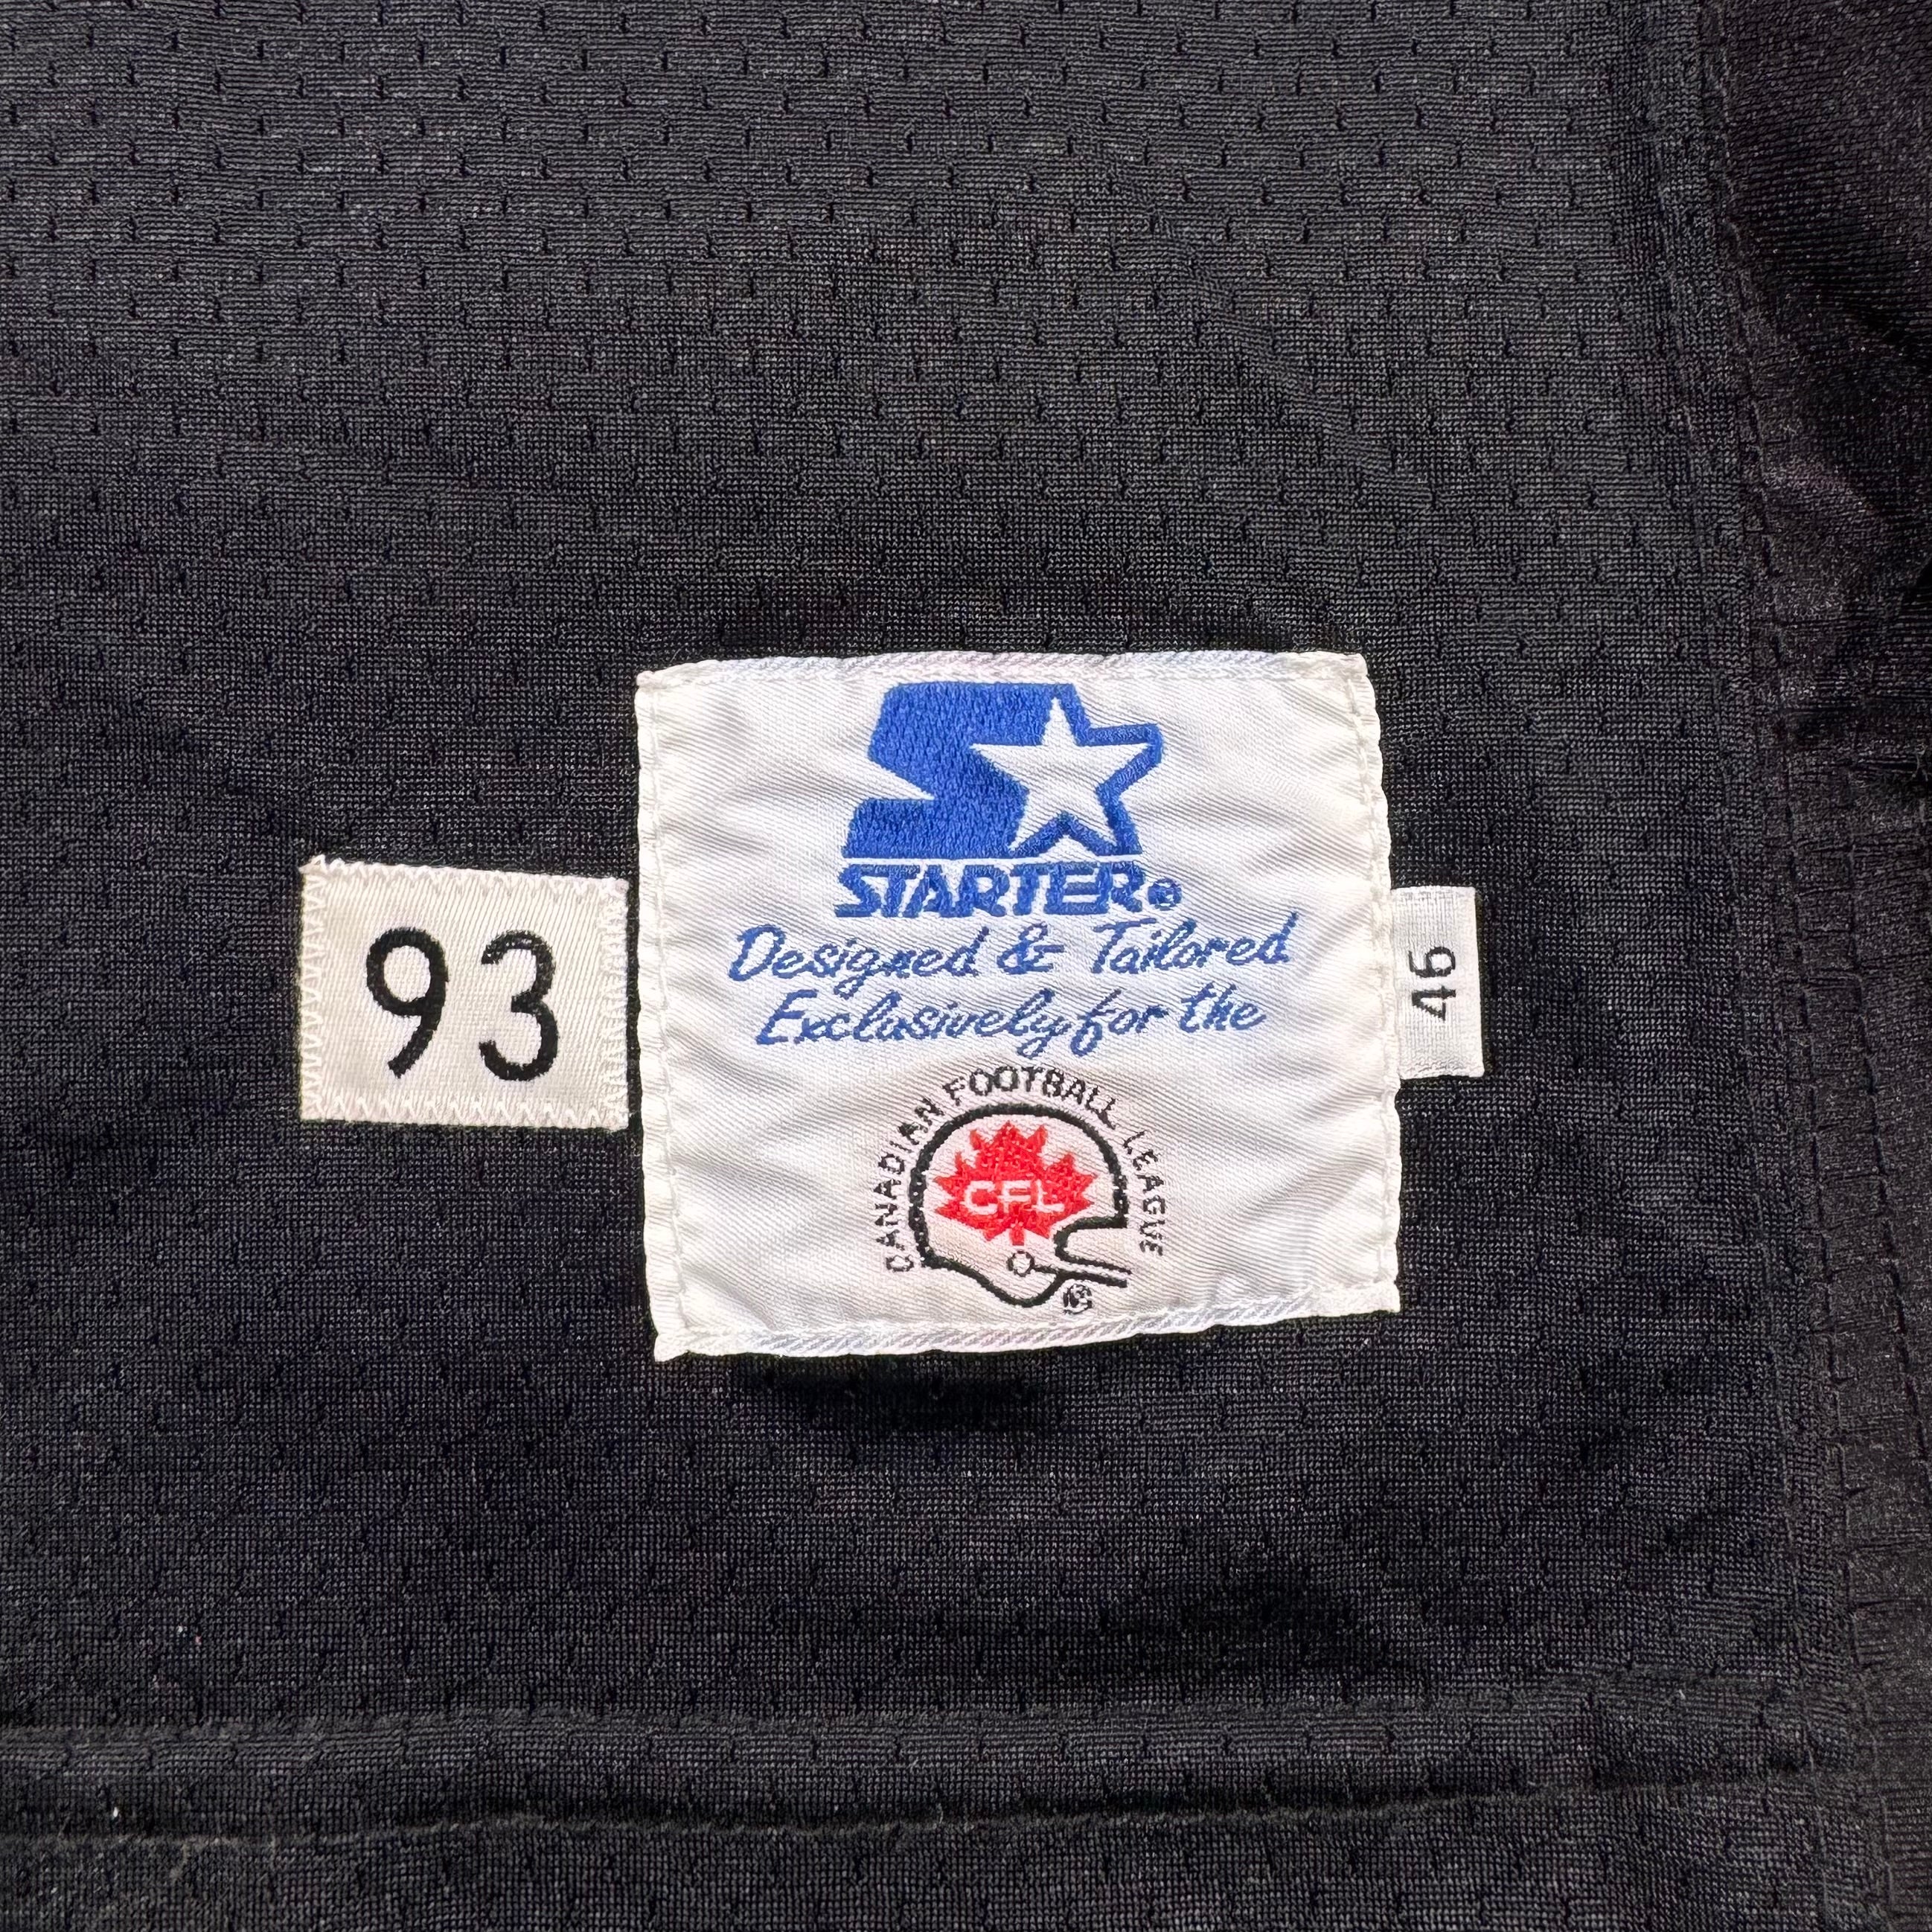 93
STARTER®
Designed & Tailored
Exclusively for the
CANADIAN FOOTBALL LEAGUE
CFL
46